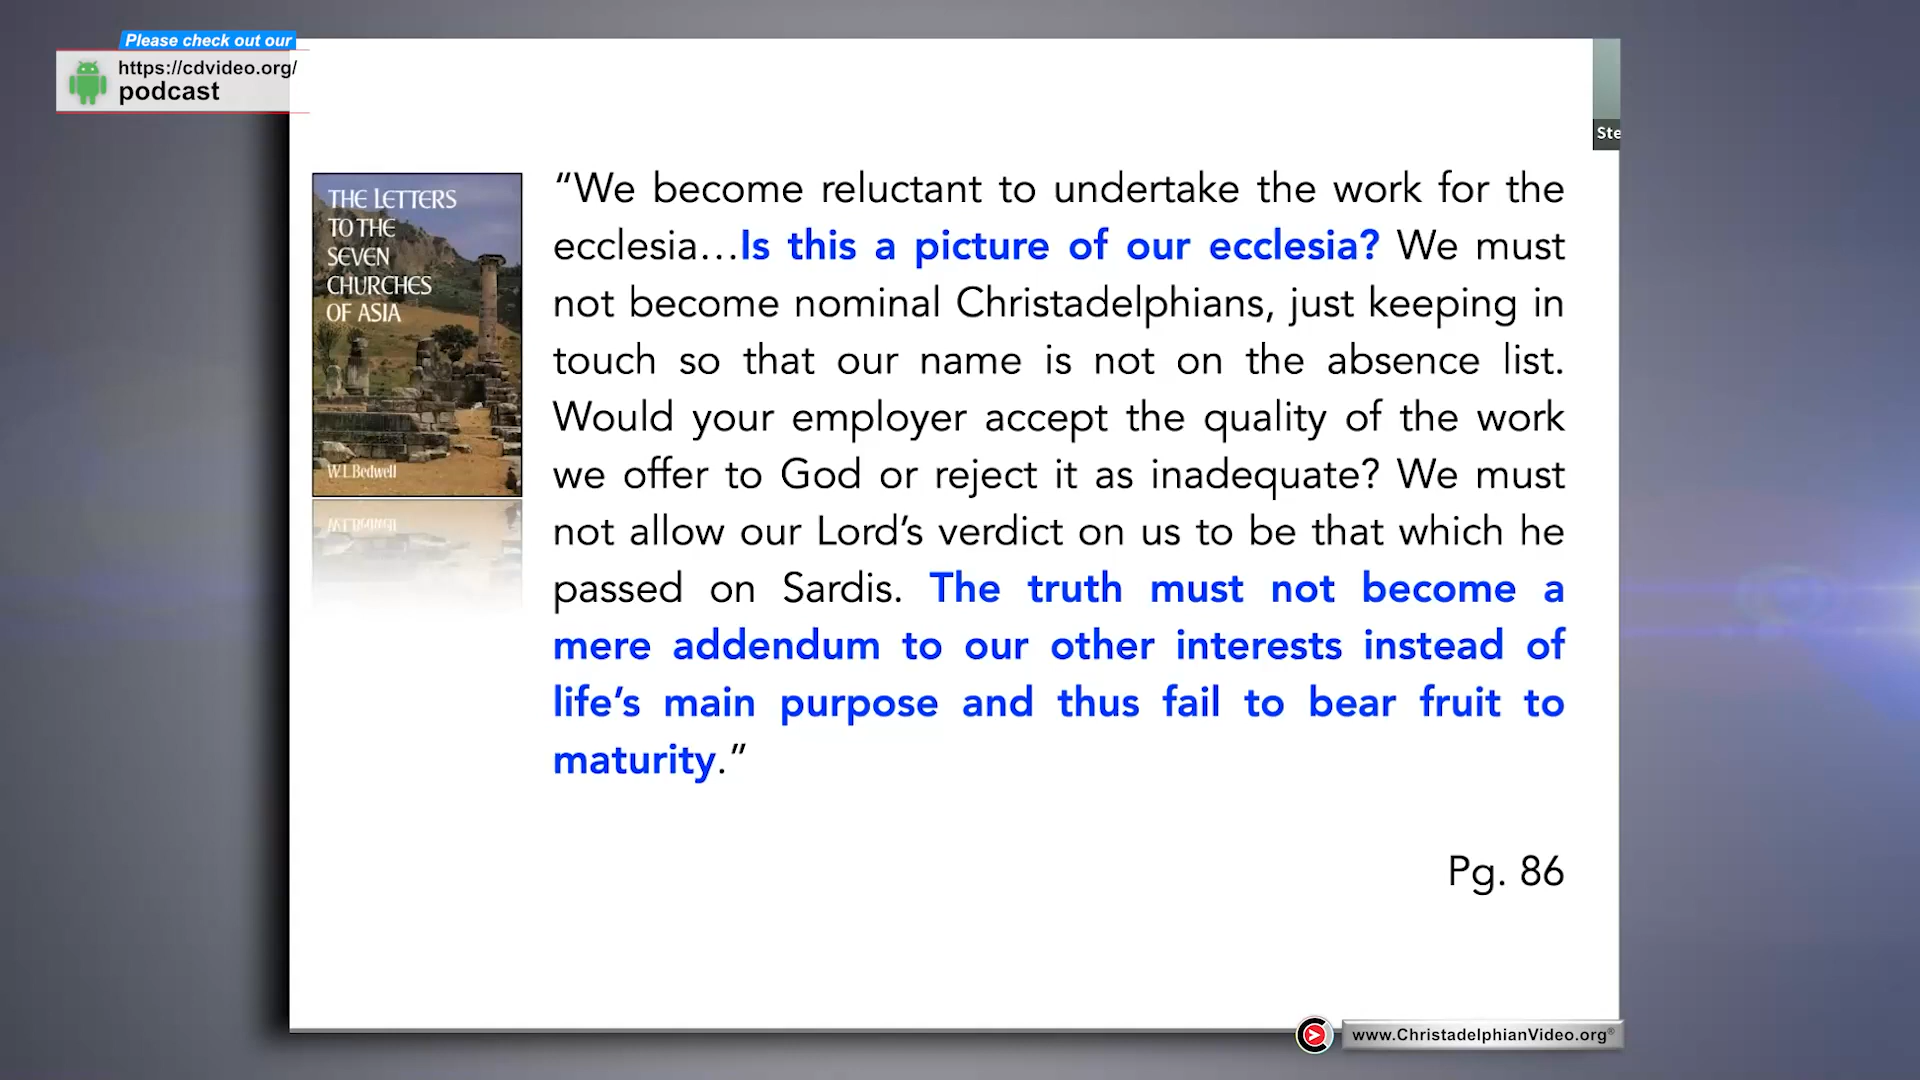 Please check out our
https://cdvideo.org/
podcast
Ste
THE LETTERS
TO THE
SEVEN
CHURCHES
OF ASIA
W.L.Bedwell
“We become reluctant to undertake the work for the
ecclesia…Is this a picture of our ecclesia? We must
not become nominal Christadelphians, just keeping in
touch so that our name is not on the absence list.
Would your employer accept the quality of the work
we offer to God or reject it as inadequate? We must
not allow our Lord’s verdict on us to be that which he
passed on Sardis. The truth must not become a
mere addendum to our other interests instead of
life’s main purpose and thus fail to bear fruit to
maturity.”
Pg. 86
www.ChristadelphianVideo.org®